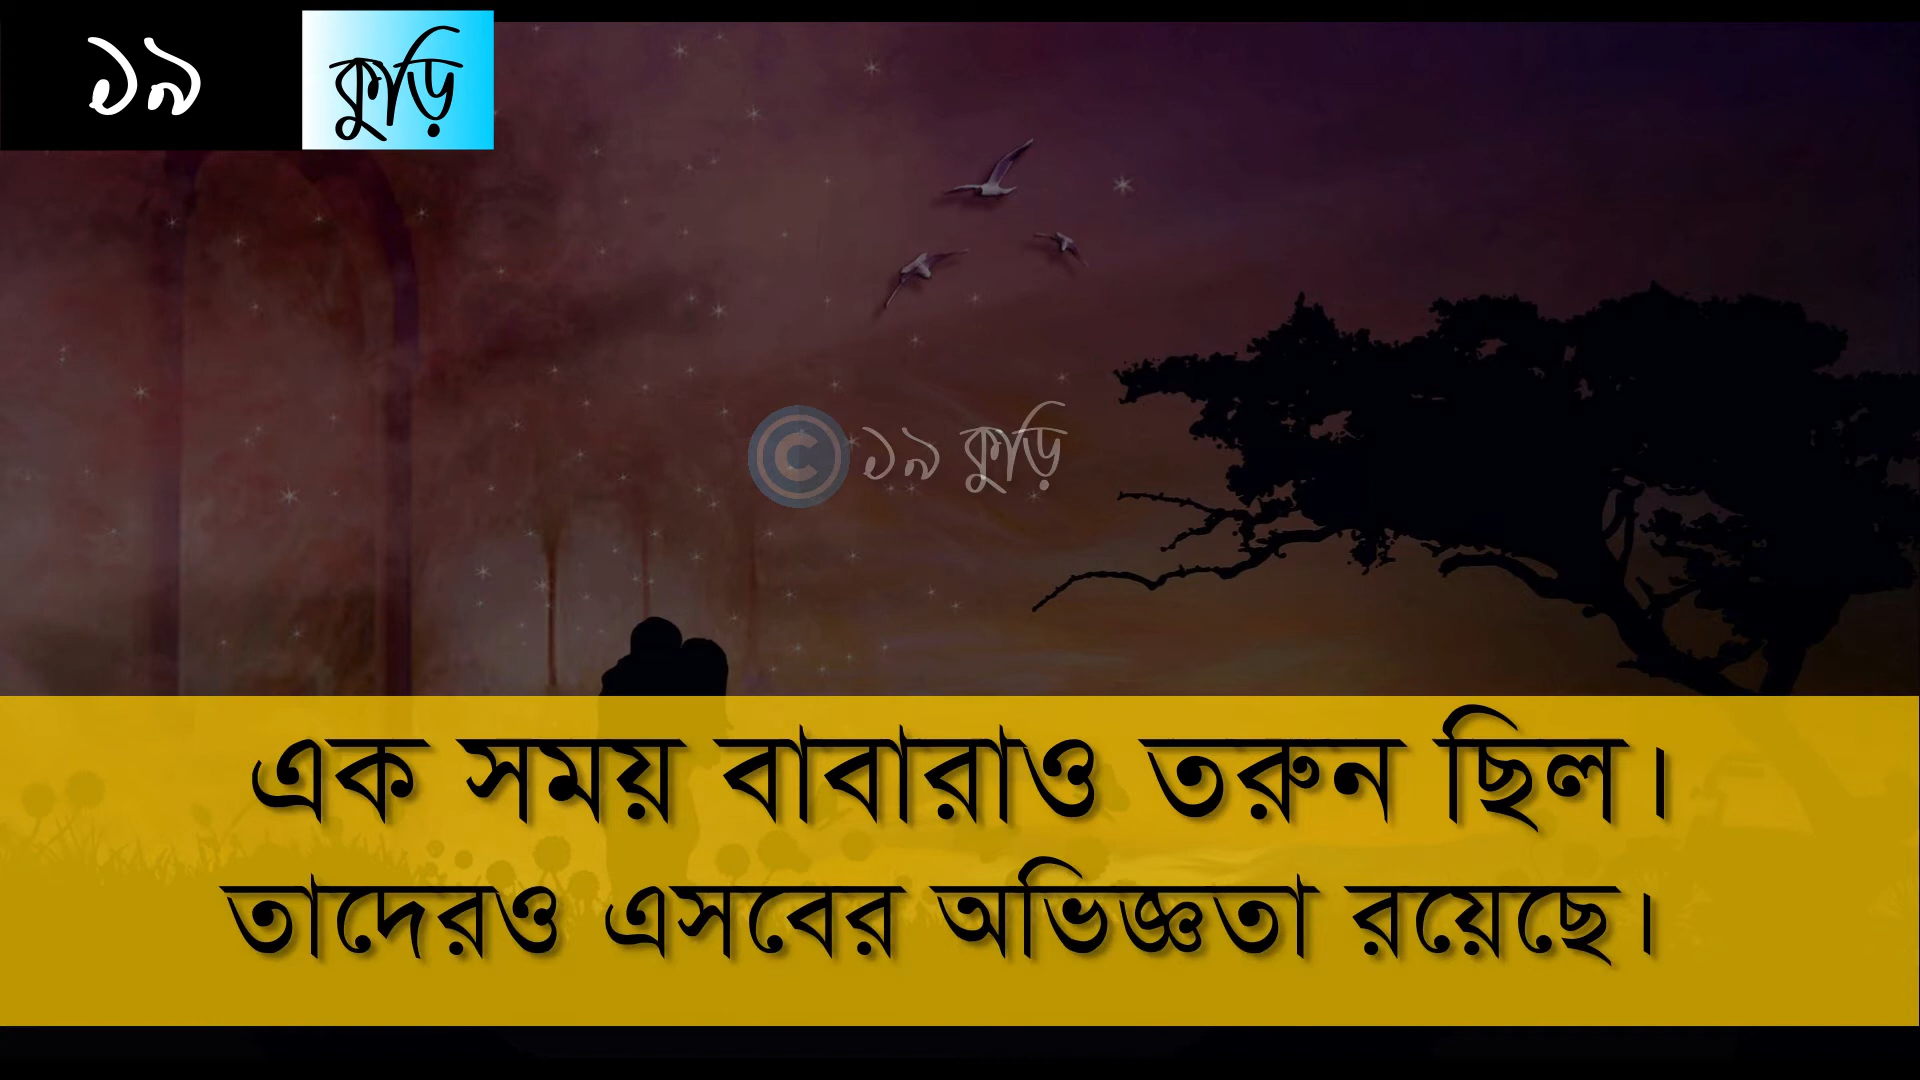 ১৯ কুড়ি
© ১৯ কুড়ি
এক সময় বাবারাও তরুন ছিল।
তাদেরও এসবের অভিজ্ঞতা রয়েছে।